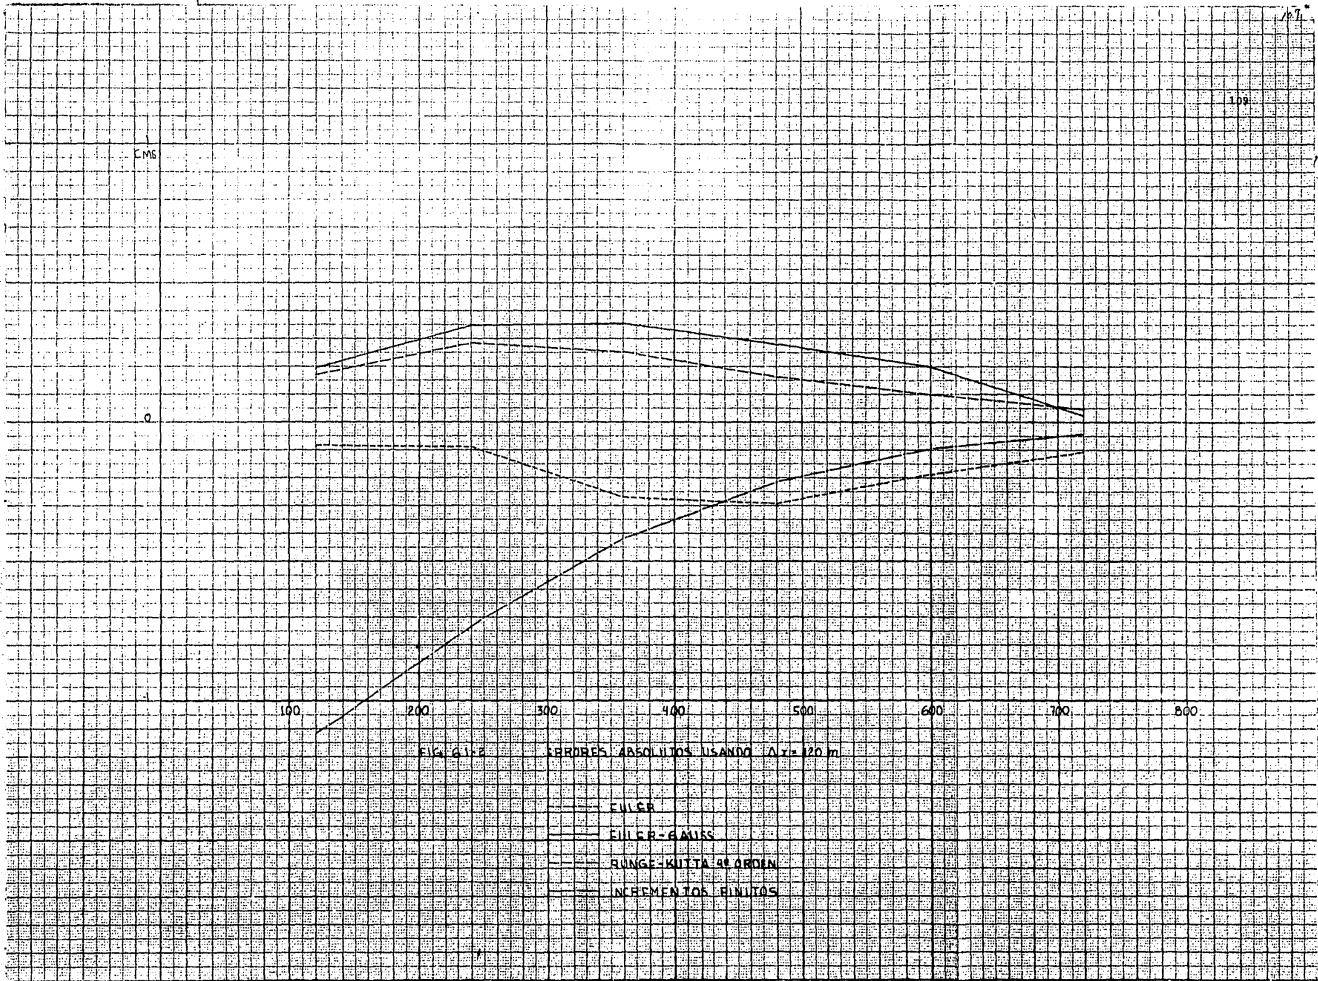 109
CMS
0
100 200 300 400 500 600 700 800
FIG 6.1-2 ERRORES ABSOLUTOS USANDO Δx = 120 m
EULER
EULER-GAUSS
RUNGE-KUTTA 4º ORDEN
INCREMENTOS FINITOS